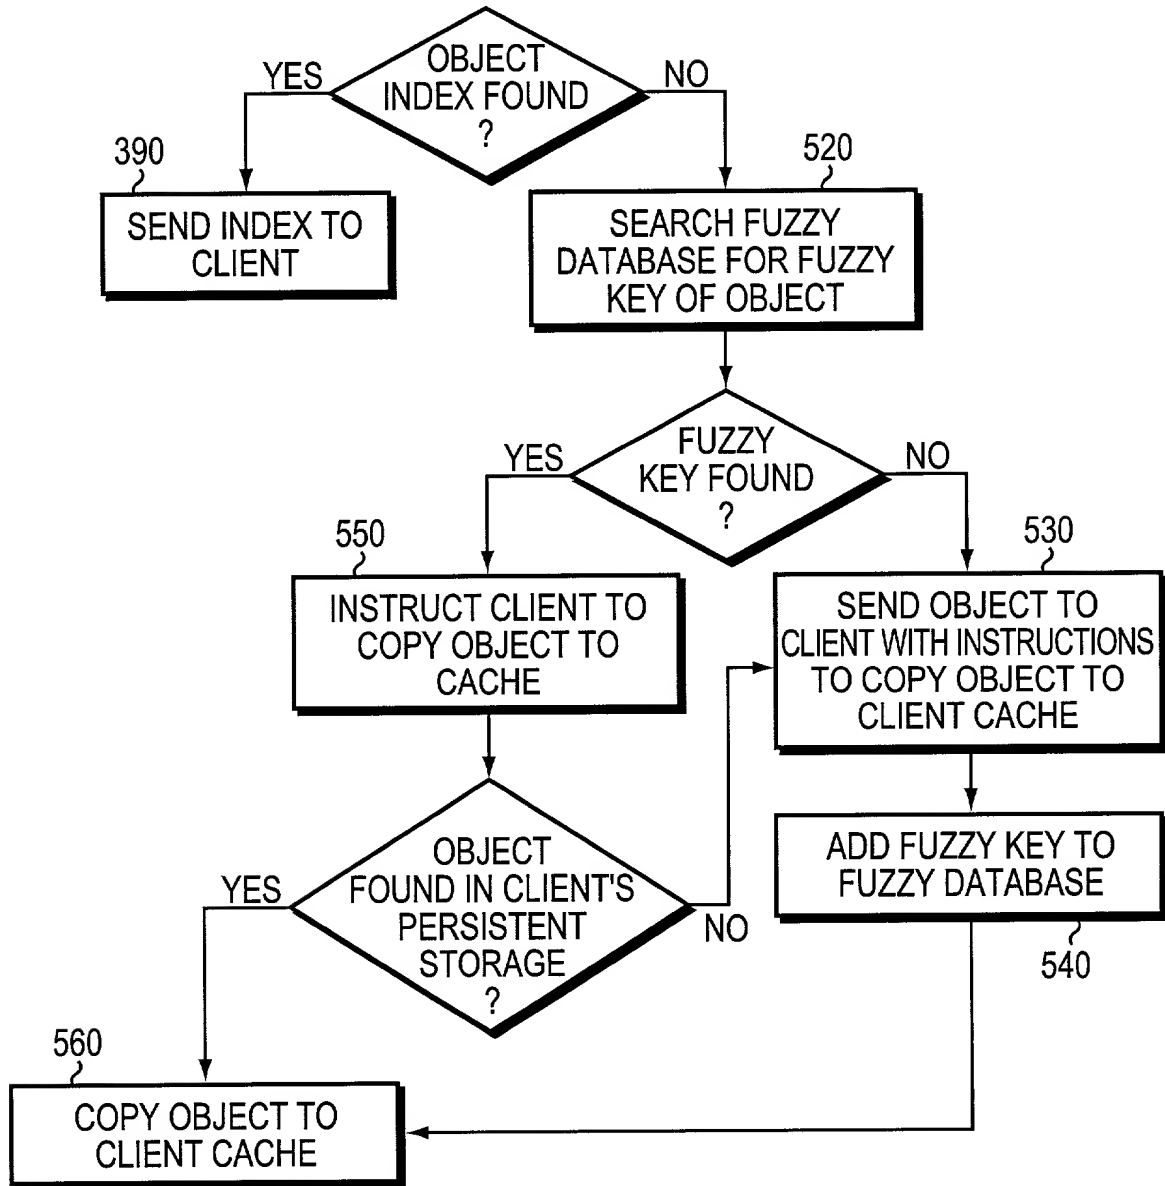 OBJECT
INDEX FOUND
?
YES
NO
390
SEND INDEX TO
CLIENT
520
SEARCH FUZZY
DATABASE FOR FUZZY
KEY OF OBJECT
FUZZY
KEY FOUND
?
YES
NO
550
INSTRUCT CLIENT TO
COPY OBJECT TO
CACHE
530
SEND OBJECT TO
CLIENT WITH INSTRUCTIONS
TO COPY OBJECT TO
CLIENT CACHE
OBJECT
FOUND IN CLIENT'S
PERSISTENT
STORAGE
?
YES
NO
ADD FUZZY KEY TO
FUZZY DATABASE
540
560
COPY OBJECT TO
CLIENT CACHE